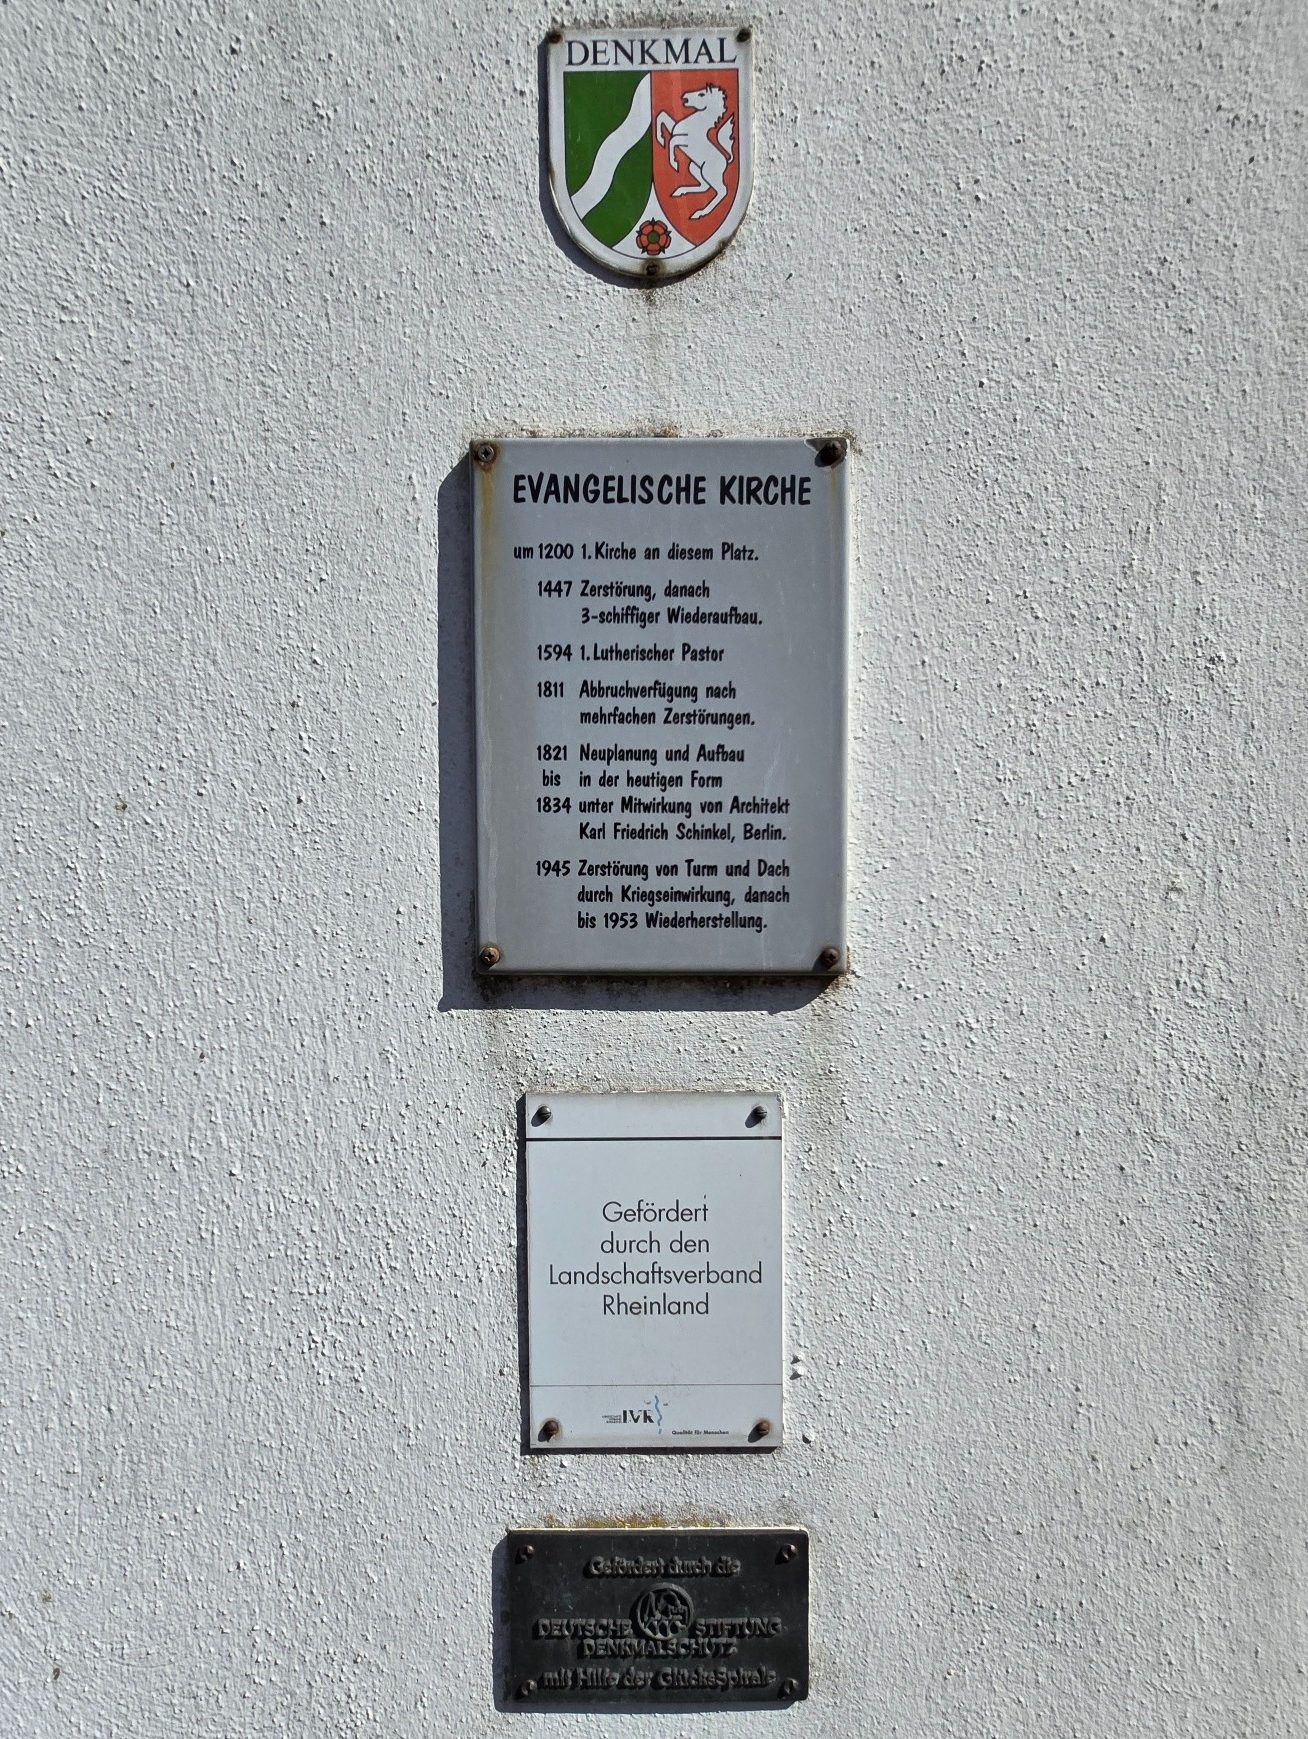 DENKMAL
EVANGELISCHE KIRCHE
um 1200 1. Kirche an diesem Platz.
1447 Zerstörung, danach
3-schiffiger Wiederaufbau.
1594 1. Lutherischer Pastor
1811 Abbruchverfügung nach
mehrfachen Zerstörungen.
1821 Neuplanung und Aufbau
bis in der heutigen Form
1834 unter Mitwirkung von Architekt
Karl Friedrich Schinkel, Berlin.
1945 Zerstörung von Turm und Dach
durch Kriegseinwirkung, danach
bis 1953 Wiederherstellung.
Gefördert
durch den
Landschaftsverband
Rheinland
LVR
Qualität für Menschen
Gefördert durch die
DEUTSCHE STIFTUNG
DENKMALSCHUTZ
mit Hilfe der GlücksSpirale